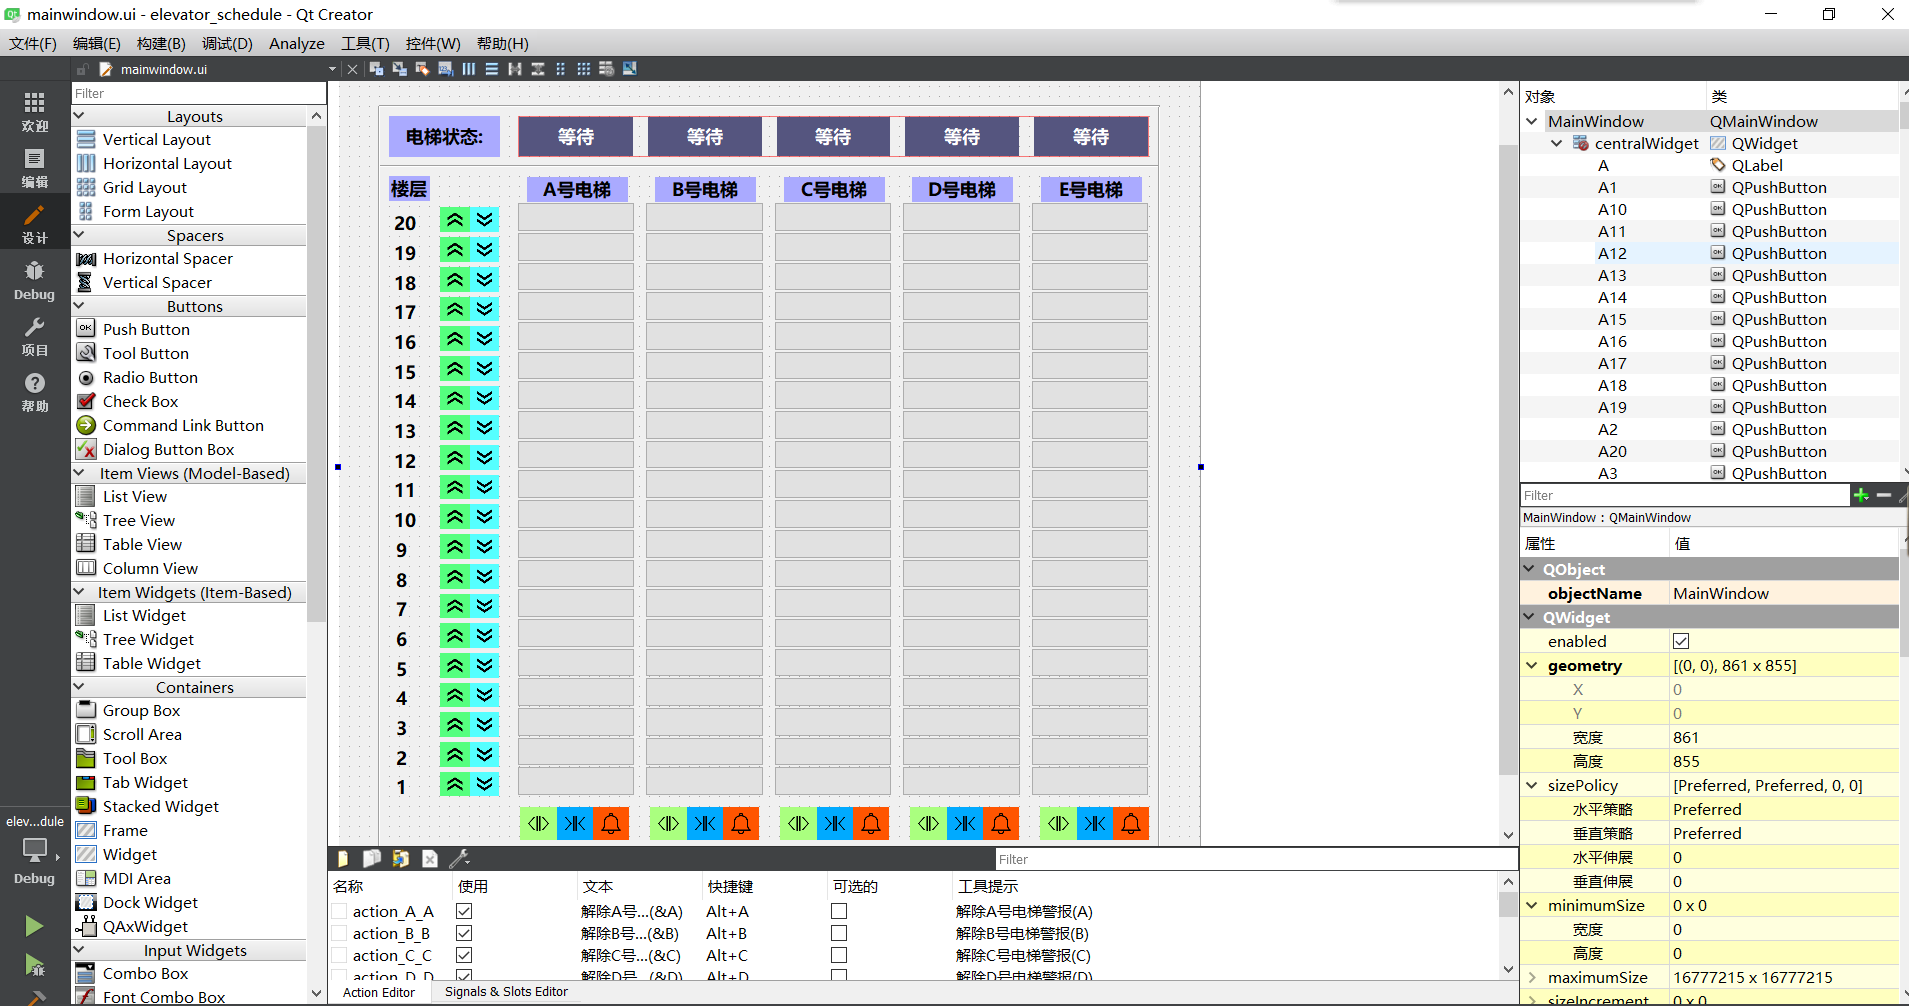 mainwindow.ui - elevator_schedule - Qt Creator
文件(F) 编辑(E) 构建(B) 调试(D) Analyze 工具(T) 控件(W) 帮助(H)
mainwindow.ui
欢迎
编辑
设计
Debug
项目
帮助
elev...dule
Debug
Filter
Layouts
Vertical Layout
Horizontal Layout
Grid Layout
Form Layout
Spacers
Horizontal Spacer
Vertical Spacer
Buttons
Push Button
Tool Button
Radio Button
Check Box
Command Link Button
Dialog Button Box
Item Views (Model-Based)
List View
Tree View
Table View
Column View
Item Widgets (Item-Based)
List Widget
Tree Widget
Table Widget
Containers
Group Box
Scroll Area
Tool Box
Tab Widget
Stacked Widget
Frame
Widget
MDI Area
Dock Widget
QAxWidget
Input Widgets
Combo Box
Font Combo Box
电梯状态: 等待 等待 等待 等待 等待
楼层 A号电梯 B号电梯 C号电梯 D号电梯 E号电梯
20
19
18
17
16
15
14
13
12
11
10
9
8
7
6
5
4
3
2
1
Filter
名称 使用 文本 快捷键 可选的 工具提示
action_A_A 解除A号...(&A) Alt+A 解除A号电梯警报(A)
action_B_B 解除B号...(&B) Alt+B 解除B号电梯警报(B)
action_C_C 解除C号...(&C) Alt+C 解除C号电梯警报(C)
action_D_D 解除D号...(&D) Alt+D 解除D号电梯警报(D)
Action Editor Signals & Slots Editor
对象 类
MainWindow QMainWindow
centralWidget QWidget
A QLabel
A1 QPushButton
A10 QPushButton
A11 QPushButton
A12 QPushButton
A13 QPushButton
A14 QPushButton
A15 QPushButton
A16 QPushButton
A17 QPushButton
A18 QPushButton
A19 QPushButton
A2 QPushButton
A20 QPushButton
A3 QPushButton
Filter
MainWindow : QMainWindow
属性 值
QObject
objectName MainWindow
QWidget
enabled
geometry [(0, 0), 861 x 855]
X 0
Y 0
宽度 861
高度 855
sizePolicy [Preferred, Preferred, 0, 0]
水平策略 Preferred
垂直策略 Preferred
水平伸展 0
垂直伸展 0
minimumSize 0 x 0
宽度 0
高度 0
maximumSize 16777215 x 16777215
sizeIncrement 0 x 0